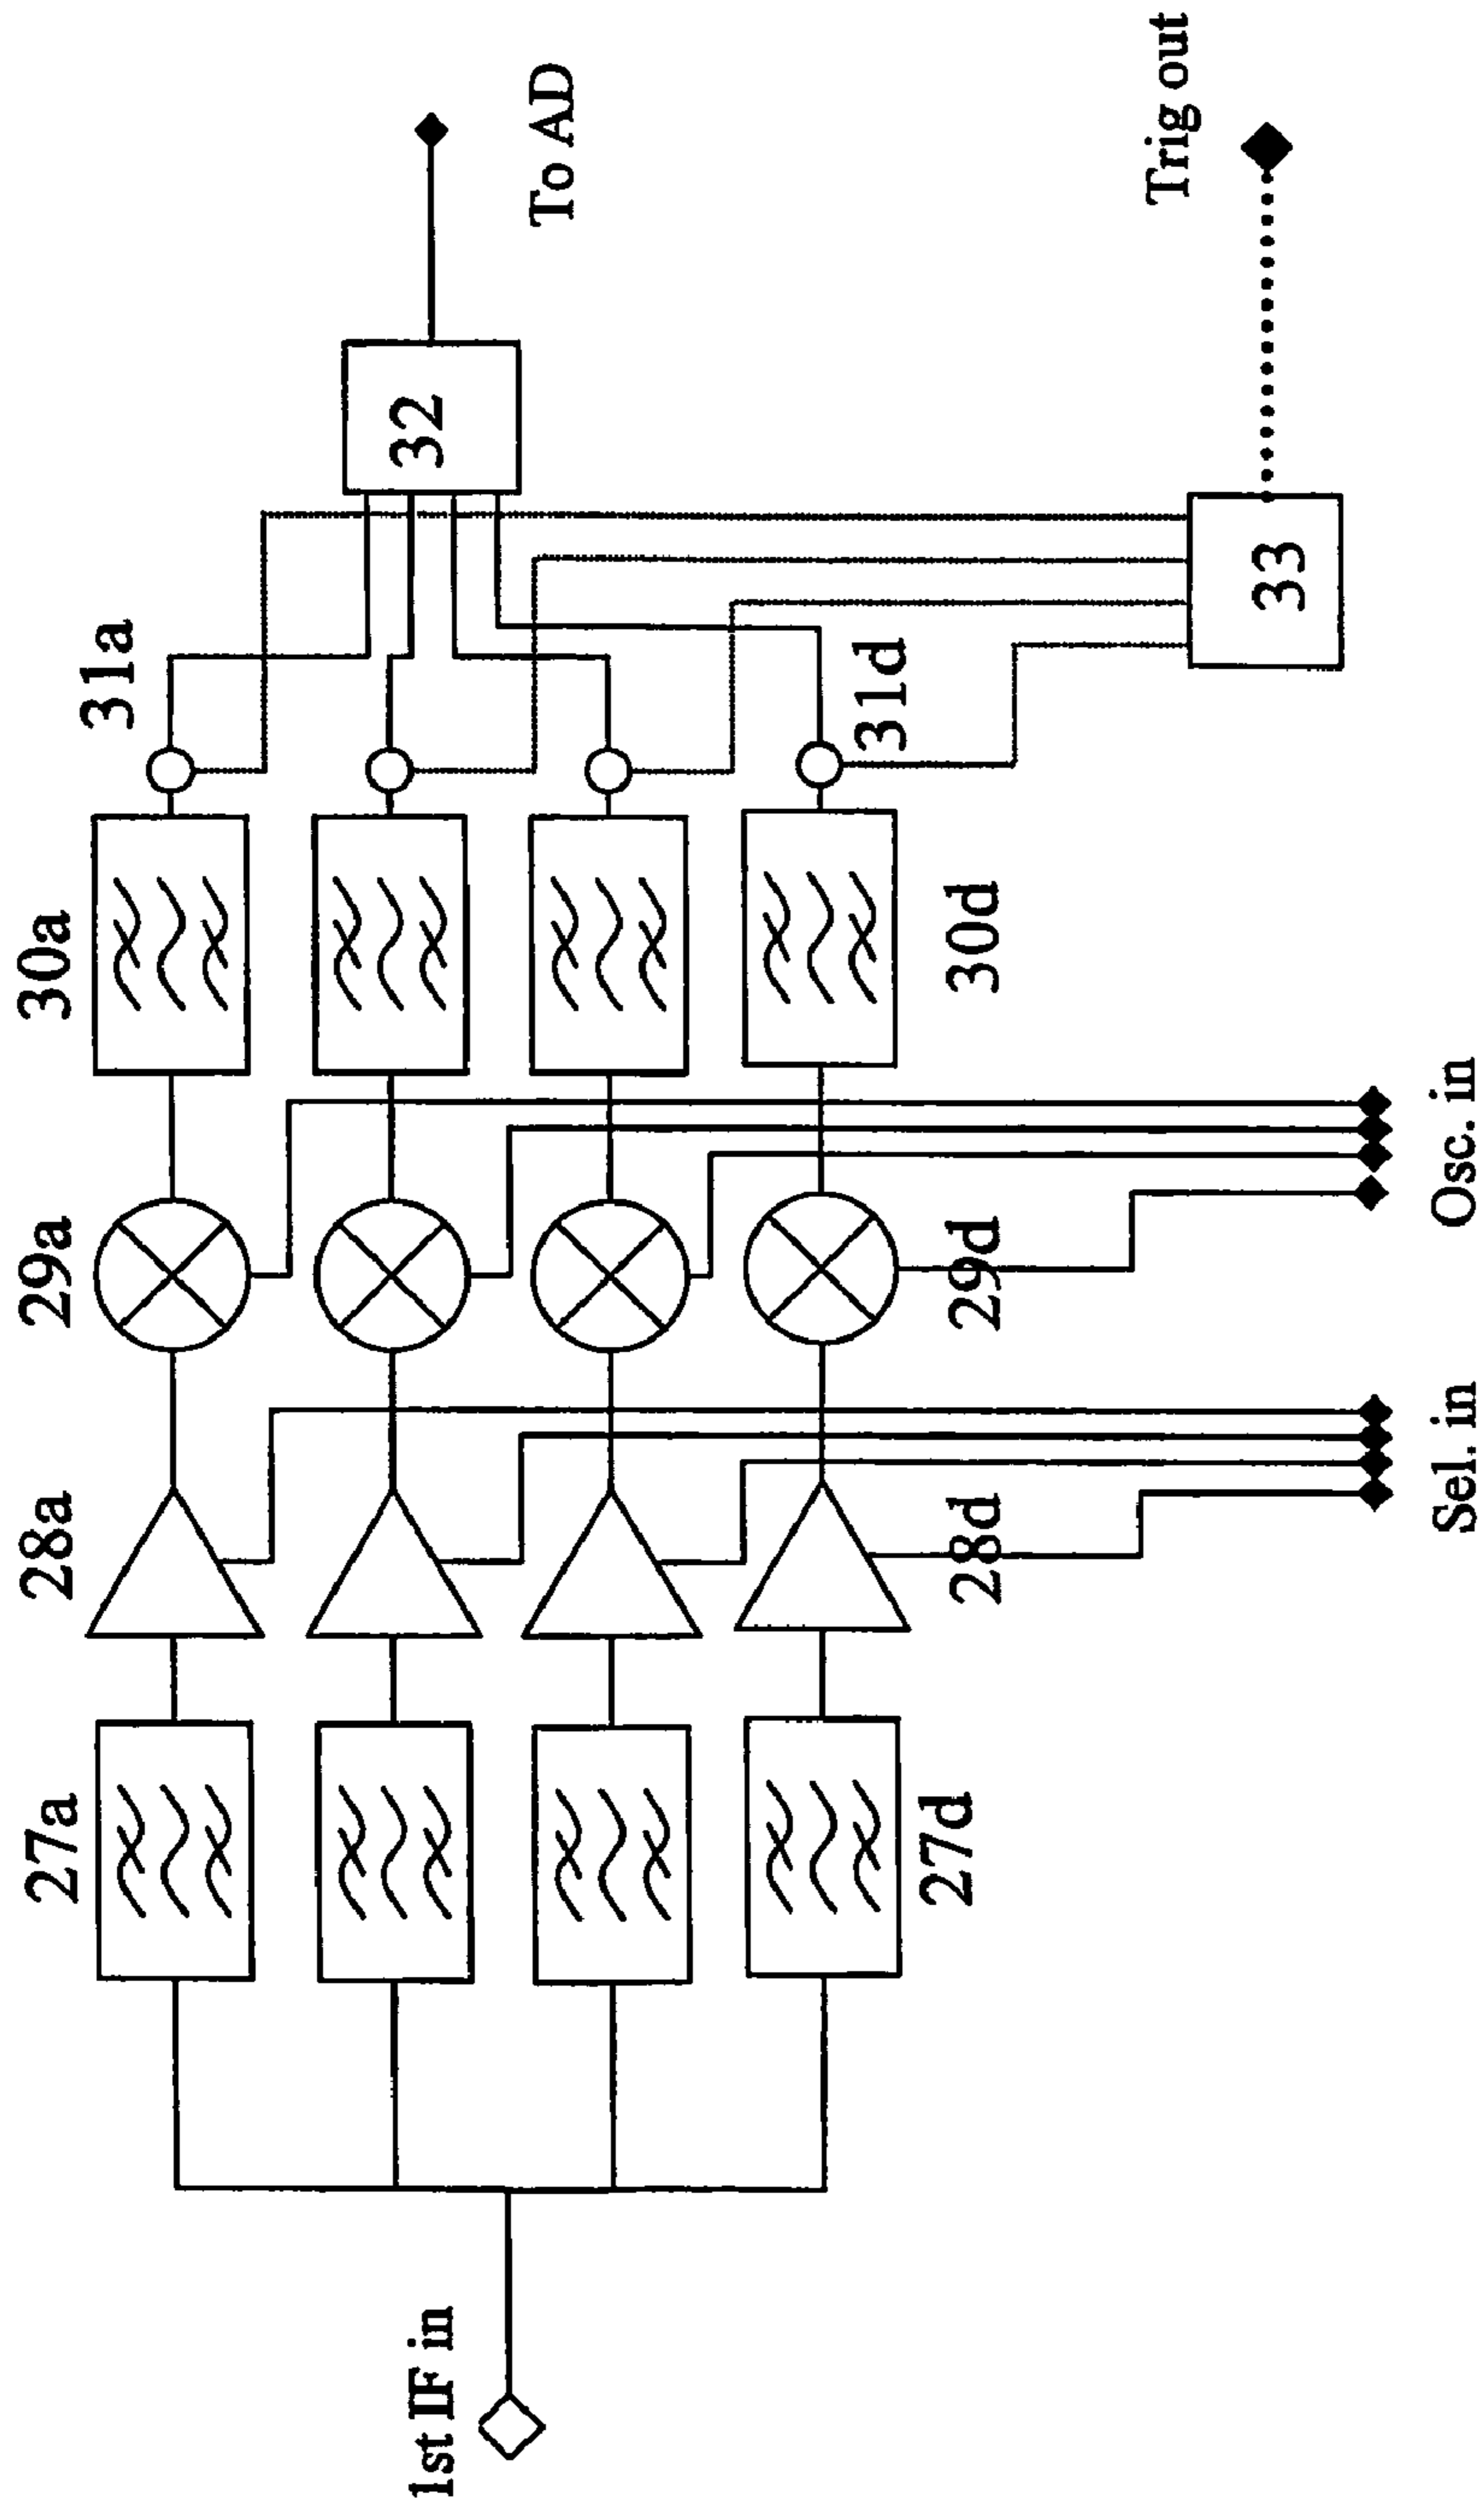 27a
28a
29a
30a
31a
To AD
32
1st IF in
27d
28d
29d
30d
31d
Trig out
33
Sel. in
Osc. in